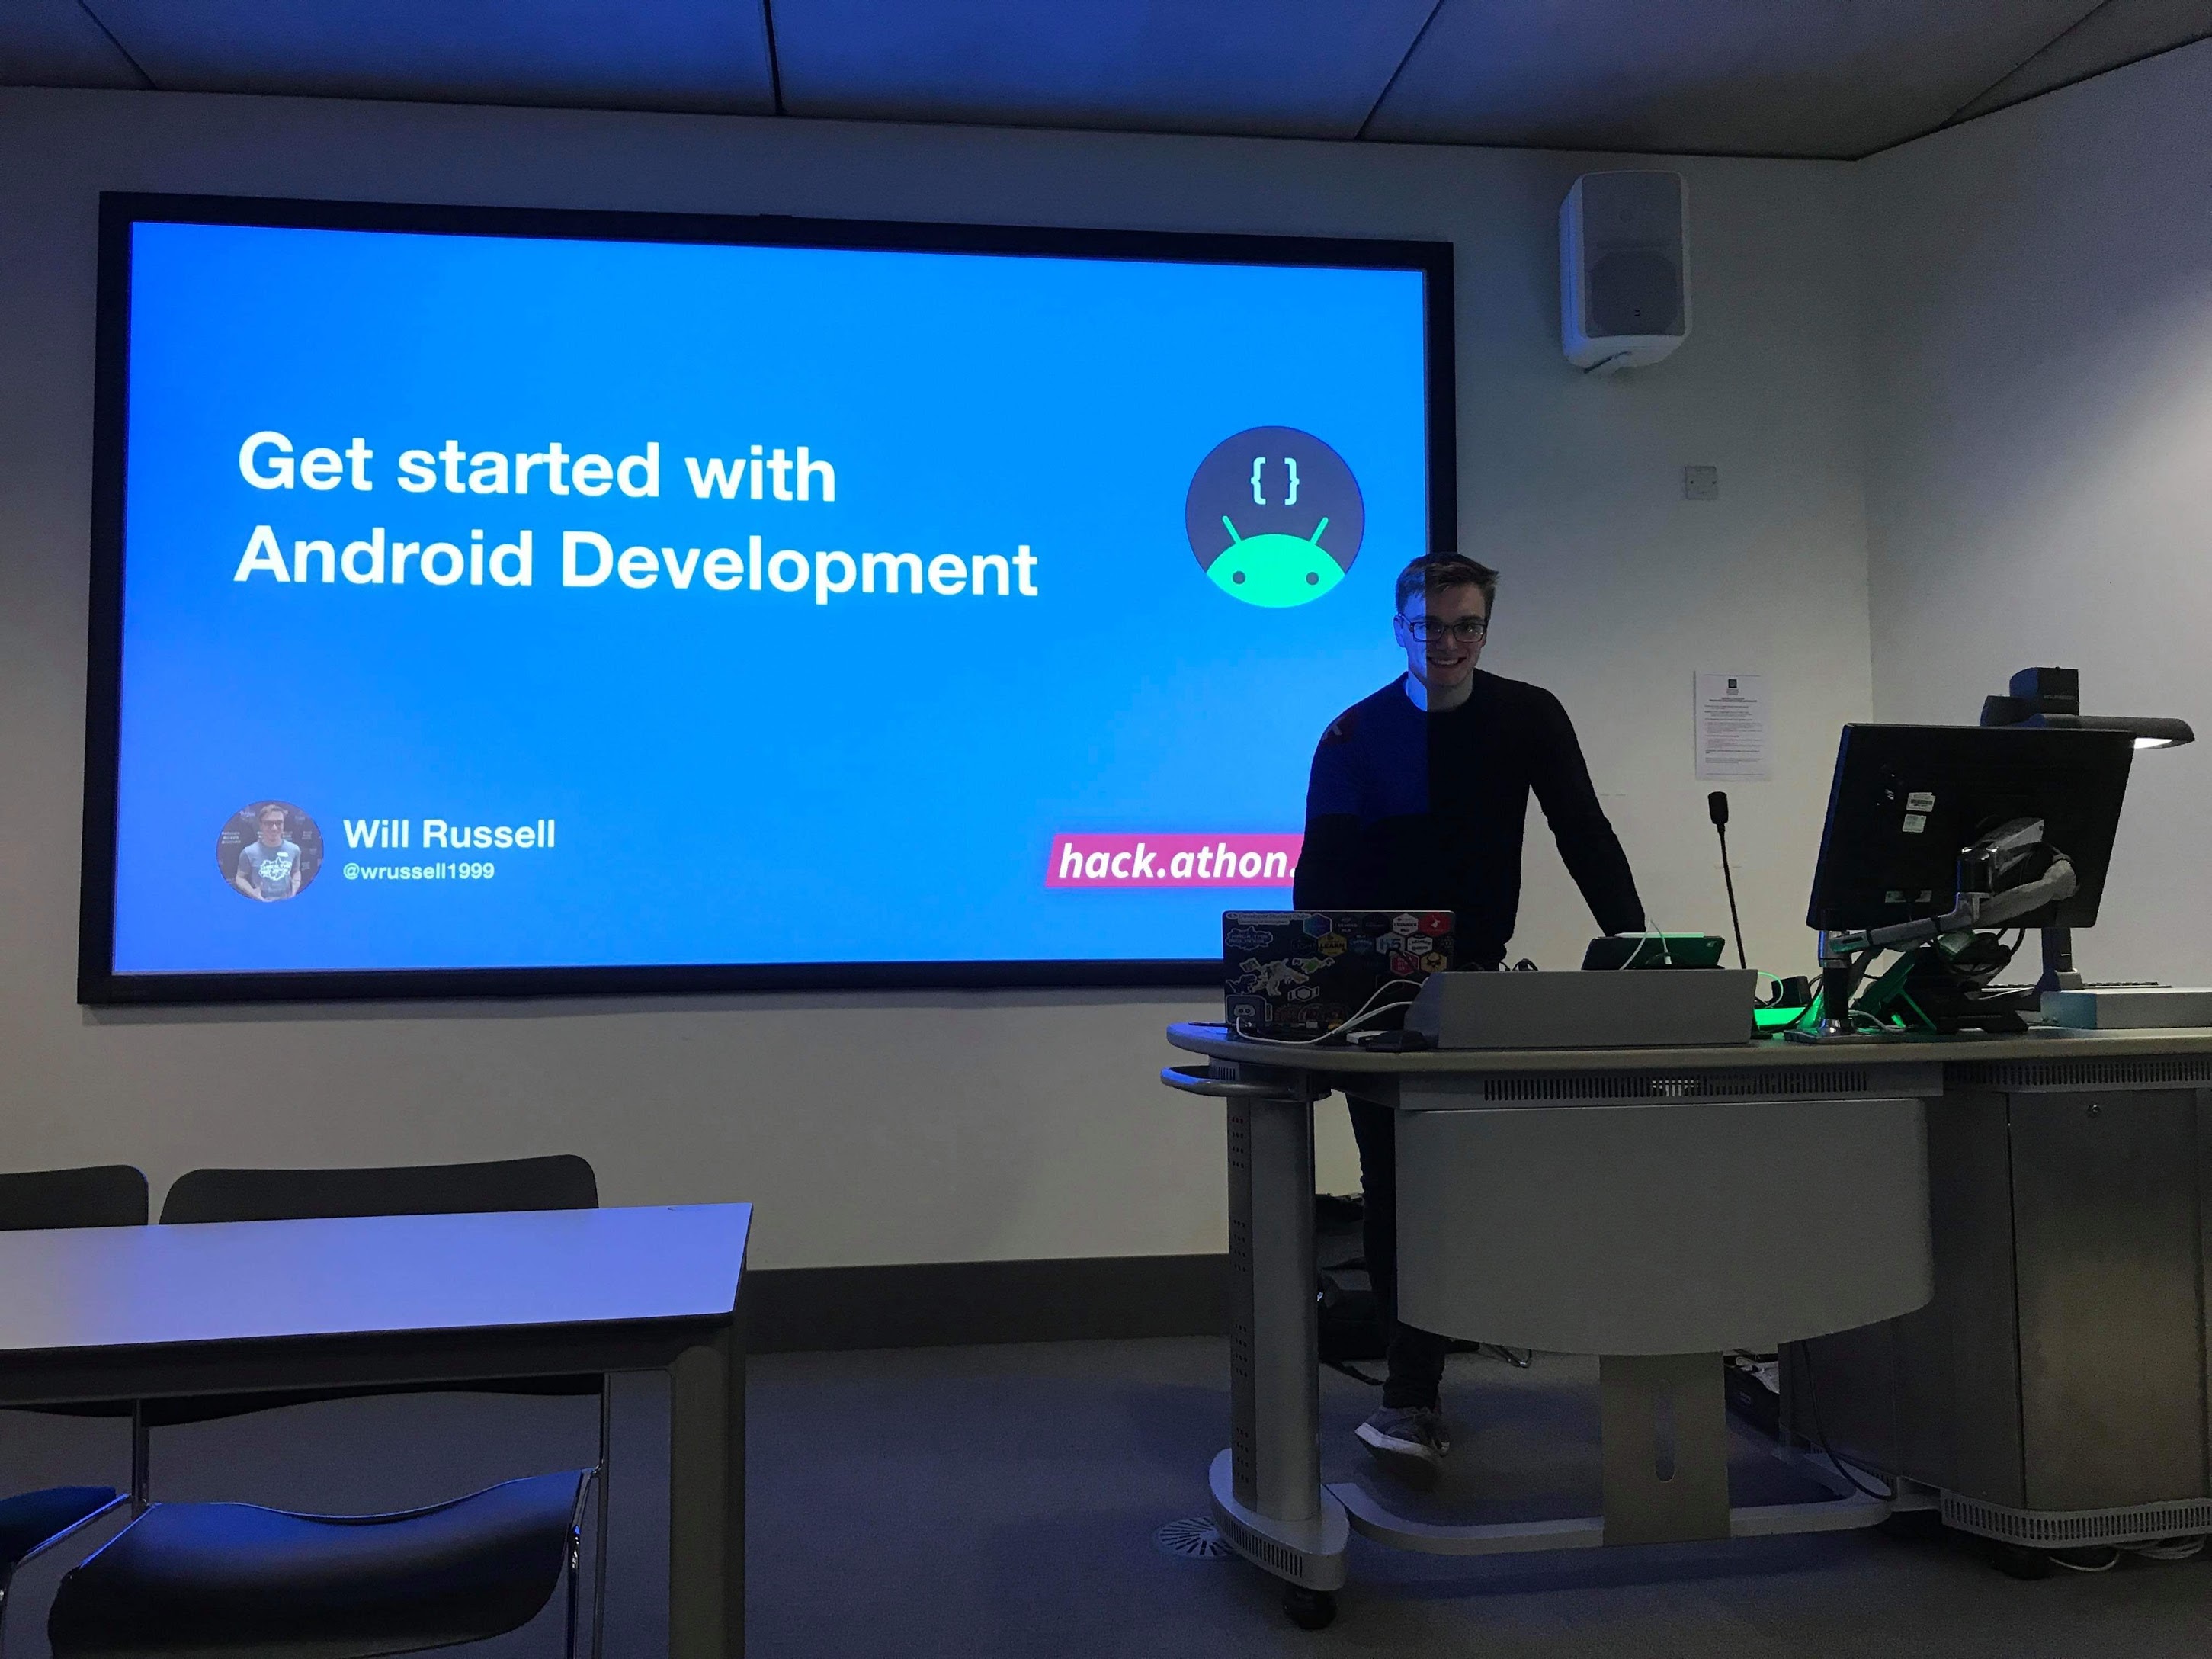 Get started with
Android Development
{ }
Will Russell
@wrussell1999
hack.athon.